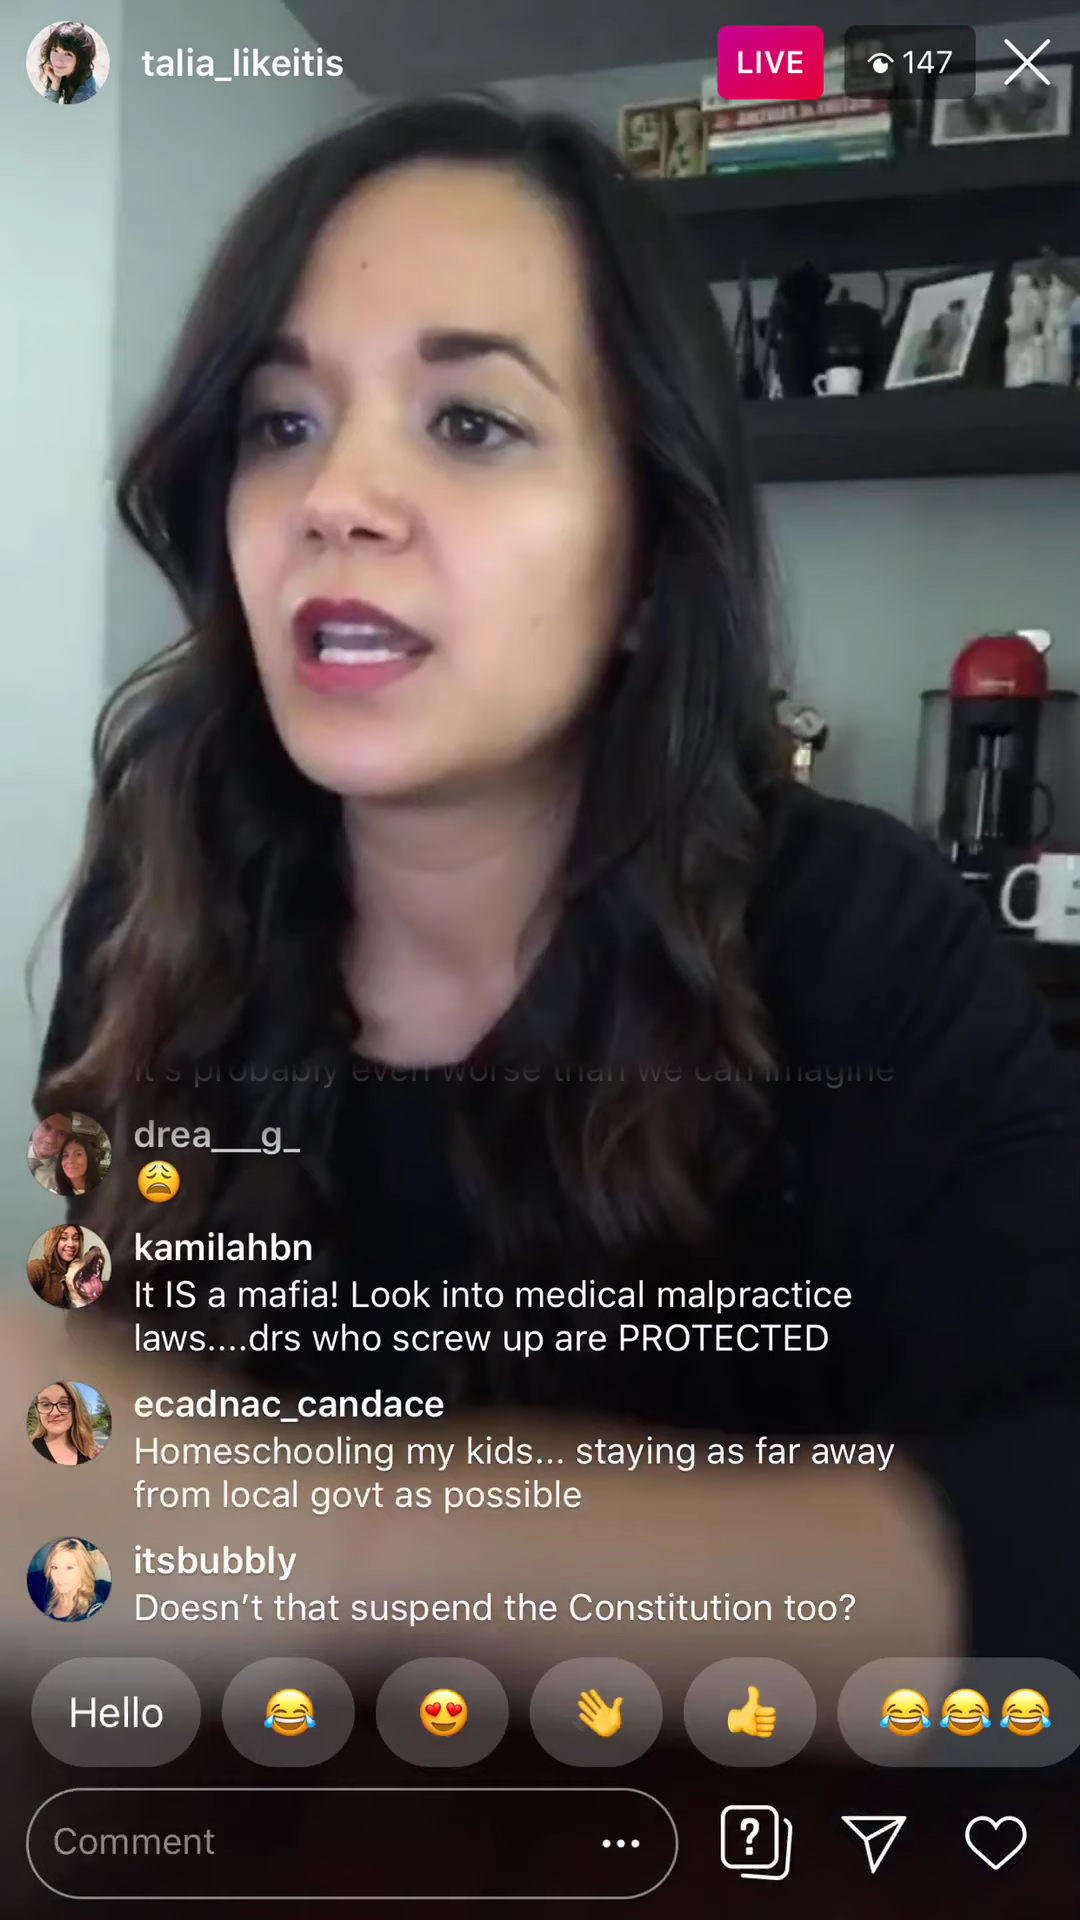 talia_likeitis
LIVE
147
It's probably even worse than we can imagine
drea___g_
kamilahbn
It IS a mafia! Look into medical malpractice
laws....drs who screw up are PROTECTED
ecadnac_candace
Homeschooling my kids... staying as far away
from local govt as possible
itsbubbly
Doesn’t that suspend the Constitution too?
Hello
Comment
?